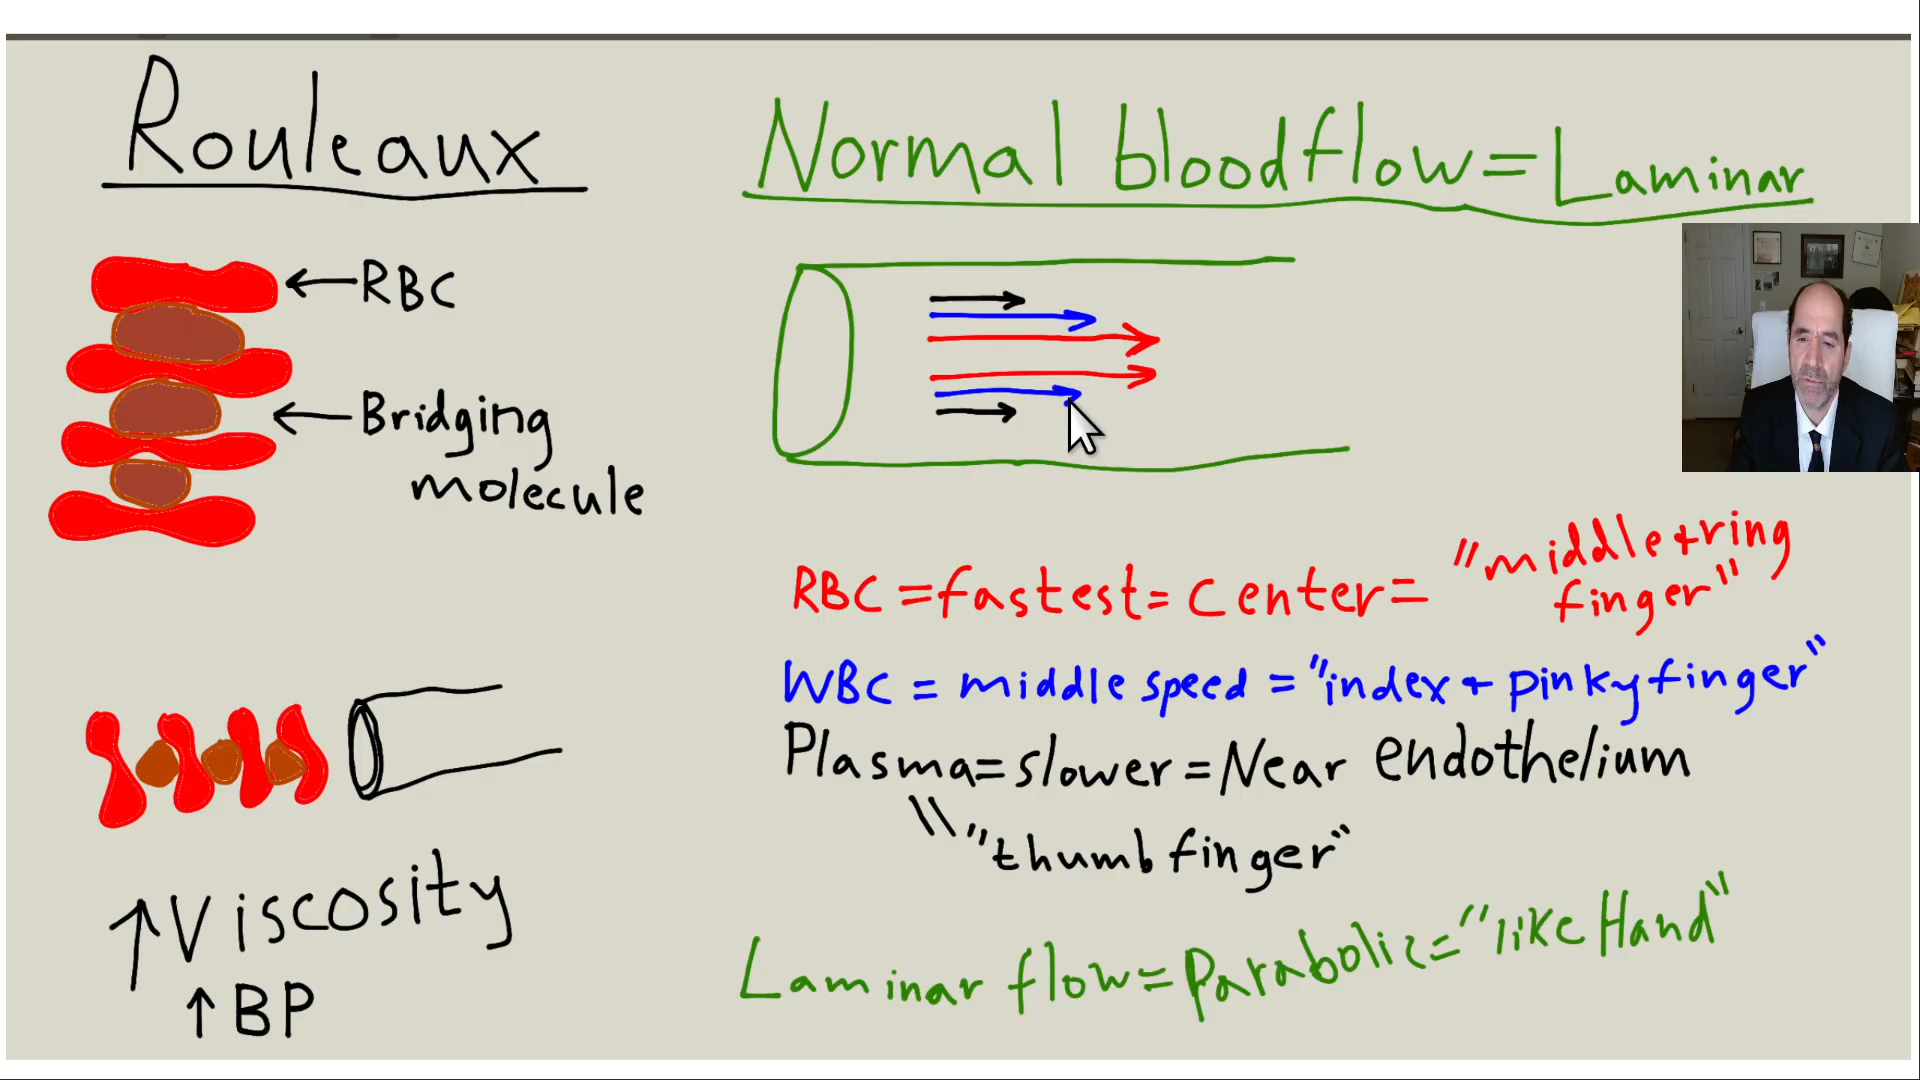 Rouleaux
←RBC
←Bridging
molecule
↑Viscosity
↑BP
Normal bloodflow=Laminar
RBC=fastest=center="middle+ring
finger"
WBC=middle speed="index+pinky finger"
Plasma=slower=Near endothelium
\\"thumb finger"
Laminar flow=Parabolic="like Hand"